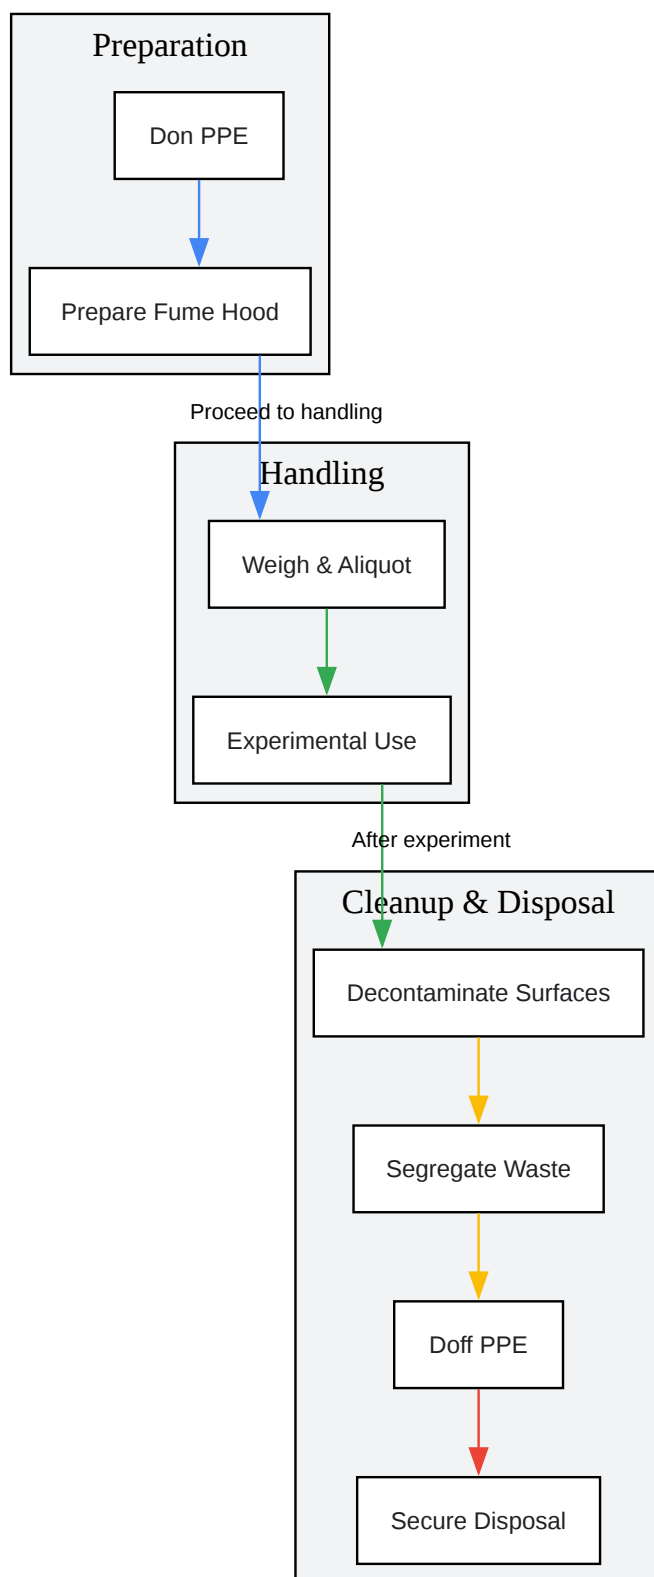 Preparation
Don PPE
Prepare Fume Hood
Proceed to handling
Handling
Weigh & Aliquot
Experimental Use
After experiment
Cleanup & Disposal
Decontaminate Surfaces
Segregate Waste
Doff PPE
Secure Disposal